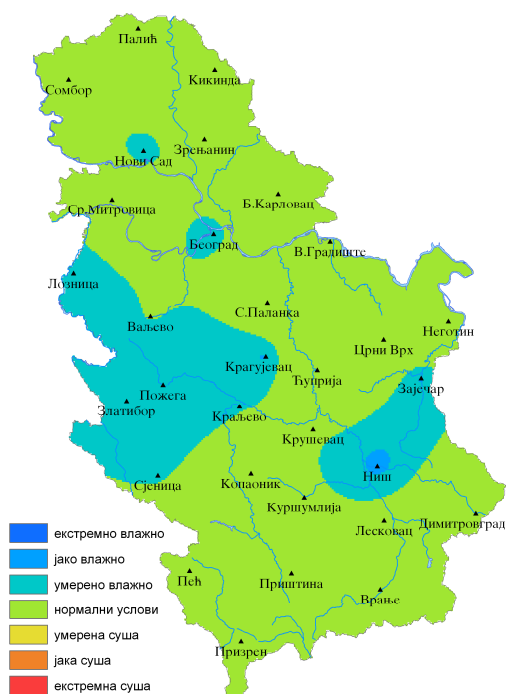 Палић
Кикинда
Сомбор
Зрењанин
Нови Сад
Ср.Митровица
Б.Карловац
Београд
В.Градиште
Лозница
С.Паланка
Ваљево
Неготин
Црни Врх
Крагујевац
Ћуприја
Зајечар
Пожега
Златибор
Краљево
Крушевац
Ниш
Сјеница
Копаоник
Куршумлија
Димитровград
Лесковац
Пећ
Приштина
Врање
Призрен
екстремно влажно
јако влажно
умерено влажно
нормални услови
умерена суша
јака суша
екстремна суша